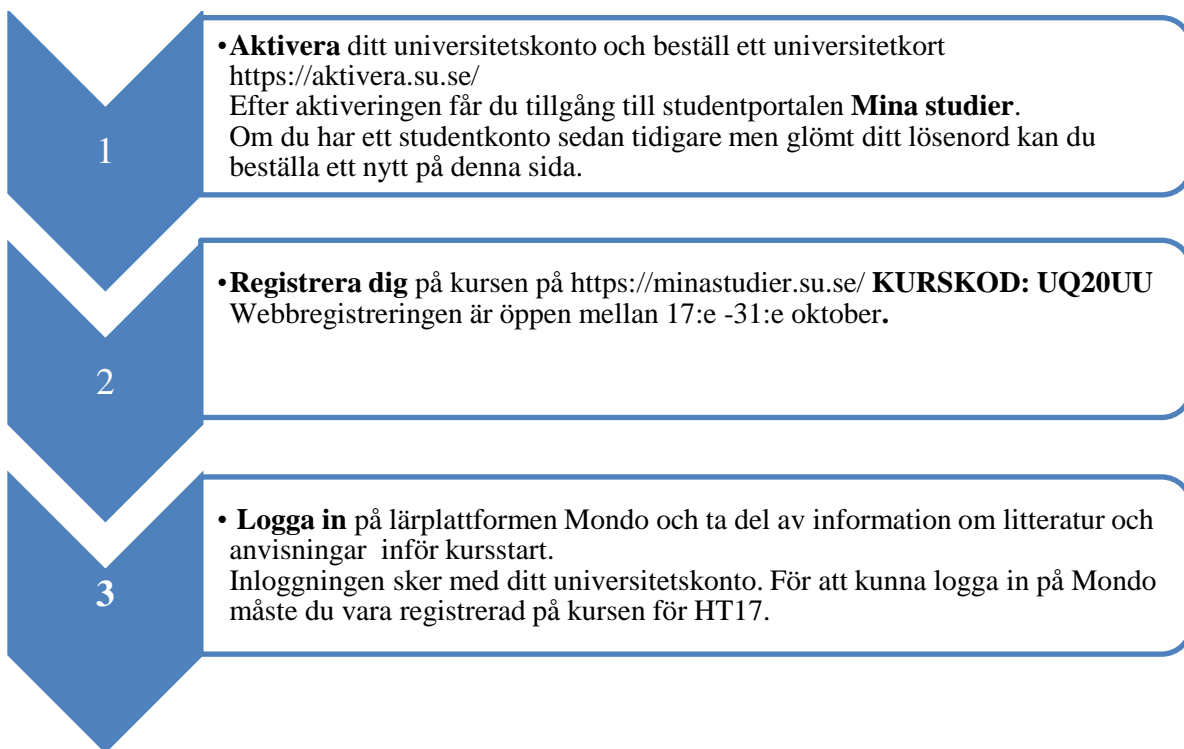 1
•Aktivera ditt universitetskonto och beställ ett universitetkort
https://aktivera.su.se/
Efter aktiveringen får du tillgång till studentportalen Mina studier.
Om du har ett studentkonto sedan tidigare men glömt ditt lösenord kan du
beställa ett nytt på denna sida.
2
•Registrera dig på kursen på https://minastudier.su.se/ KURSKOD: UQ20UU
Webbregistreringen är öppen mellan 17:e -31:e oktober.
3
• Logga in på lärplattformen Mondo och ta del av information om litteratur och
anvisningar  inför kursstart.
Inloggningen sker med ditt universitetskonto. För att kunna logga in på Mondo
måste du vara registrerad på kursen för HT17.